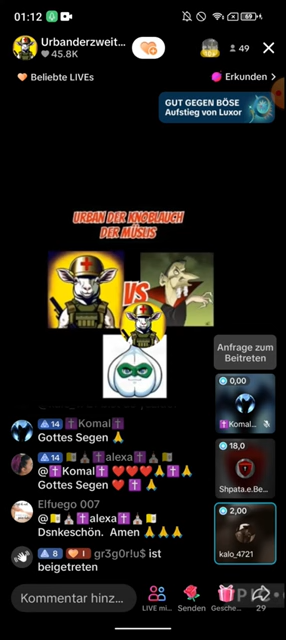 01:12
69
Urbanderzweit...
45.8K
49
Beliebte LIVEs
Erkunden
GUT GEGEN BÖSE
Aufstieg von Luxor
URBAN DER KNOBLAUCH
DER MÜSLIS
VS
Anfrage zum
Beitreten
0,00
Komal...
18,0
Shpata.e.Be...
2,00
kalo_4721
14 Komal
Gottes Segen 🙏
14 alexa
@✝️Komal✝️ ❤️❤️❤️🙏✝️🙏
Gottes Segen ❤️ ✝️ 🙏
Elfuego 007
@alexa
Dsnkeschön. Amen 🙏🙏🙏
8 1 gr3g0r!u$ ist
beigetreten
Kommentar hinz...
LIVE mi...
Senden
Gesche...
29